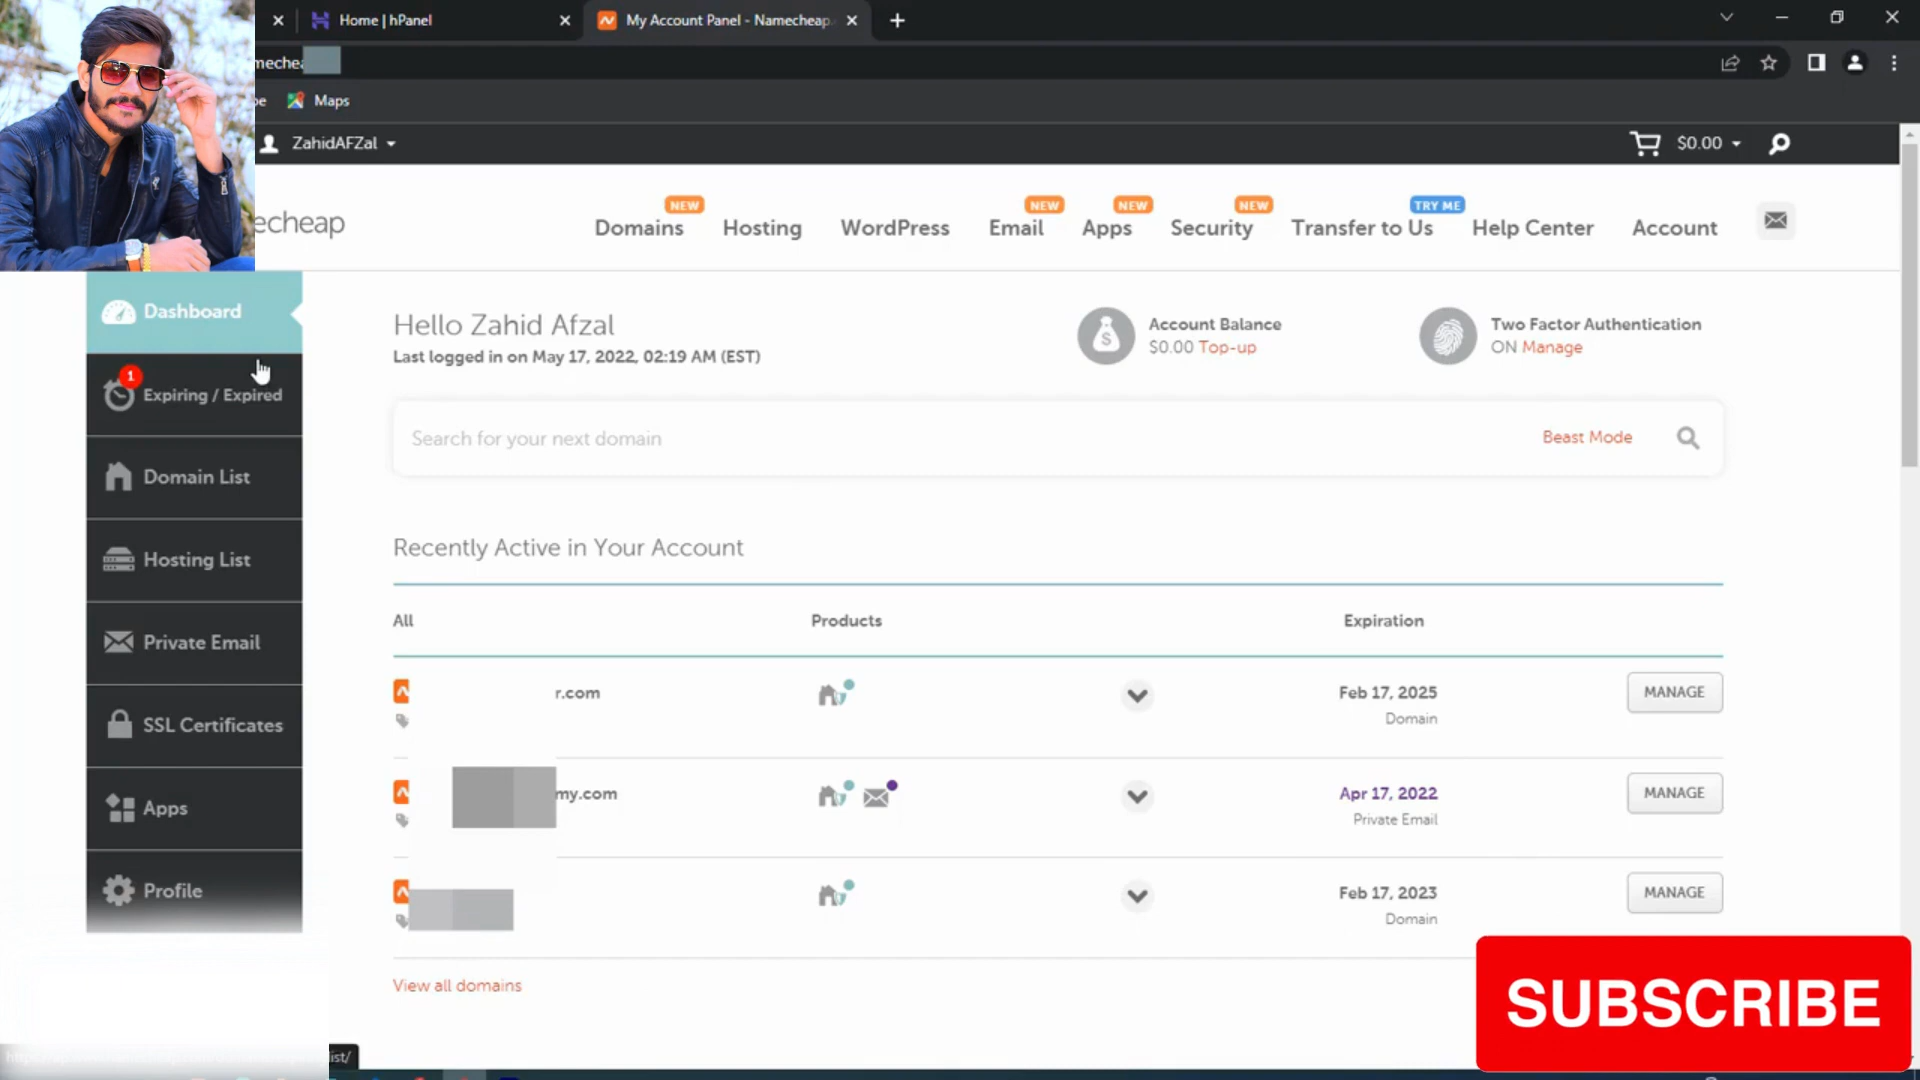 Home | hPanel
My Account Panel - Namecheap
Maps
ZahidAFZal
$0.00
echeap
NEW
NEW
NEW
NEW
TRY ME
Domains
Hosting
WordPress
Email
Apps
Security
Transfer to Us
Help Center
Account
Dashboard
1
Expiring / Expired
Domain List
Hosting List
Private Email
SSL Certificates
Apps
Profile
Hello Zahid Afzal
Last logged in on May 17, 2022, 02:19 AM (EST)
Account Balance
$0.00 Top-up
Two Factor Authentication
ON Manage
Search for your next domain
Beast Mode
Recently Active in Your Account
All
Products
Expiration
r.com
Feb 17, 2025
Domain
MANAGE
my.com
Apr 17, 2022
Private Email
MANAGE
Feb 17, 2023
Domain
MANAGE
View all domains
SUBSCRIBE
ist/